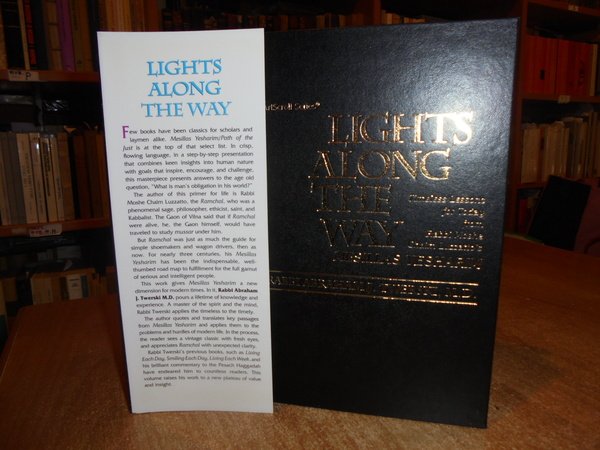 LIGHTS
ALONG
THE WAY
Few books have been classics for scholars and
laymen alike. Mesillas Yesharim/Path of the
Just is at the top of that select list. In crisp,
flowing language, in a step-by-step presentation
that combines keen insights into human nature
with goals that inspire, encourage, and challenge,
this masterpiece presents answers to the age old
question, "What is man's obligation in his world?"
The author of this primer for life is Rabbi
Moshe Chaim Luzzatto, the Ramchal, who was a
phenomenal sage, philosopher, ethicist, saint, and
Kabbalist. The Gaon of Vilna said that if Ramchal
were alive, he, the Gaon himself, would have
traveled to study mussar under him.
But Ramchal was just as much the guide for
simple shoemakers and wagon drivers, then as
now. For nearly three centuries, his Mesillas
Yesharim has been the indispensable, well-
thumbed road map to fulfillment for the full gamut
of serious and intelligent people.
This work gives Mesillas Yesharim a new
dimension for modern times. In it, Rabbi Abraham
J. Twerski M.D. pours a lifetime of knowledge and
experience. A master of the spirit and the mind,
Rabbi Twerski applies the timeless to the timely.
The author quotes and translates key passages
from Mesillas Yesharim and applies them to the
problems and hurdles of modern life. In the process,
the reader sees a vintage classic with fresh eyes,
and appreciates Ramchal with unexpected clarity.
Rabbi Twerski's previous books, such as Living
Each Day, Smiling Each Day, Living Each Week, and
his brilliant commentary to the Pesach Haggadah
have endeared him to countless readers. This
volume raises his work to a new plateau of value
and insight.
ArtScroll Series®
LIGHTS
ALONG
THE
WAY
Timeless Lessons
for Today
from
Rabbi Moshe
Chaim Luzzatto's
MESILLAS YESHARIM